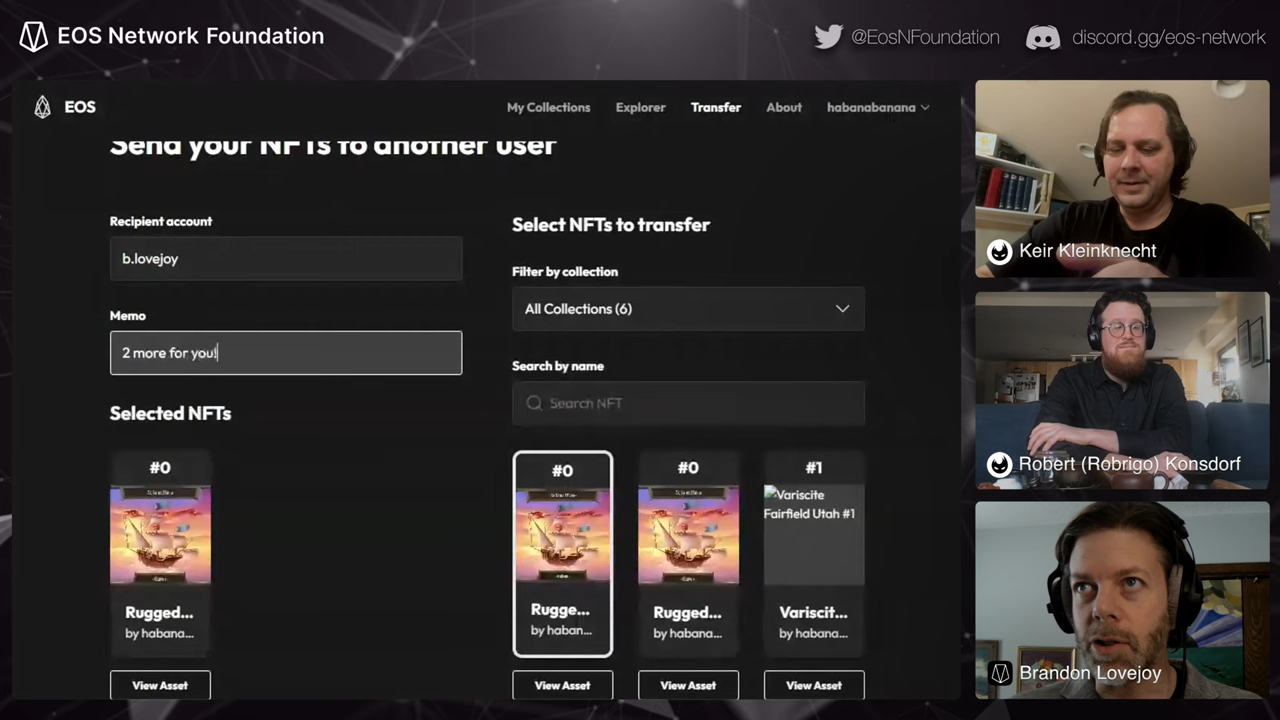 EOS Network Foundation
@EosNFoundation
discord.gg/eos-network
EOS
My Collections
Explorer
Transfer
About
habanabanana
Send your NFTs to another user
Recipient account
b.lovejoy
Memo
2 more for you!
Selected NFTs
#0
Rugged...
by habana...
View Asset
Select NFTs to transfer
Filter by collection
All Collections (6)
Search by name
Search NFT
#0
Rugge...
by haban...
View Asset
#0
Rugged...
by habana...
View Asset
#1
Variscite
Fairfield Utah #1
Variscit...
by habana...
View Asset
Keir Kleinknecht
Robert (Robrigo) Konsdorf
Brandon Lovejoy